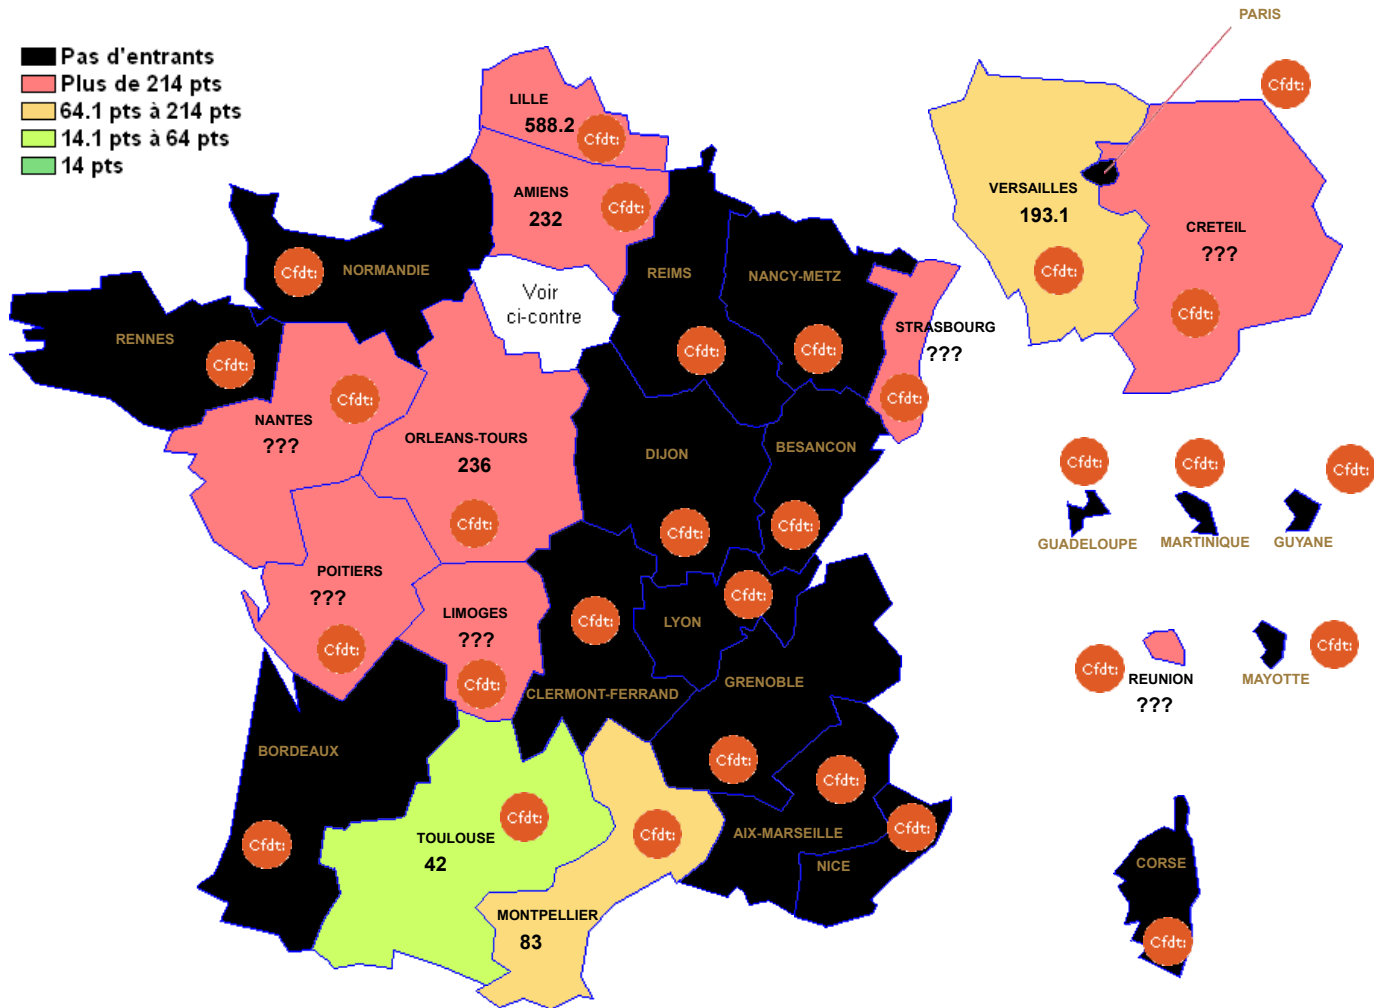 PARIS
Pas d'entrants
Plus de 214 pts
64.1 pts à 214 pts
14.1 pts à 64 pts
14 pts
LILLE
588.2
Cfdt:
Cfdt:
AMIENS
232
Cfdt:
VERSAILLES
193.1
Cfdt:
CRETEIL
???
Cfdt:
NORMANDIE
Cfdt:
Voir
ci-contre
REIMS
Cfdt:
NANCY-METZ
Cfdt:
STRASBOURG
???
Cfdt:
RENNES
Cfdt:
NANTES
???
Cfdt:
ORLEANS-TOURS
236
Cfdt:
DIJON
Cfdt:
BESANCON
Cfdt:
Cfdt:
GUADELOUPE
Cfdt:
MARTINIQUE
Cfdt:
GUYANE
POITIERS
???
Cfdt:
LIMOGES
???
Cfdt:
Cfdt:
CLERMONT-FERRAND
LYON
Cfdt:
GRENOBLE
Cfdt:
Cfdt:
REUNION
???
Cfdt:
MAYOTTE
BORDEAUX
Cfdt:
TOULOUSE
42
Cfdt:
MONTPELLIER
83
Cfdt:
AIX-MARSEILLE
Cfdt:
NICE
Cfdt:
CORSE
Cfdt: